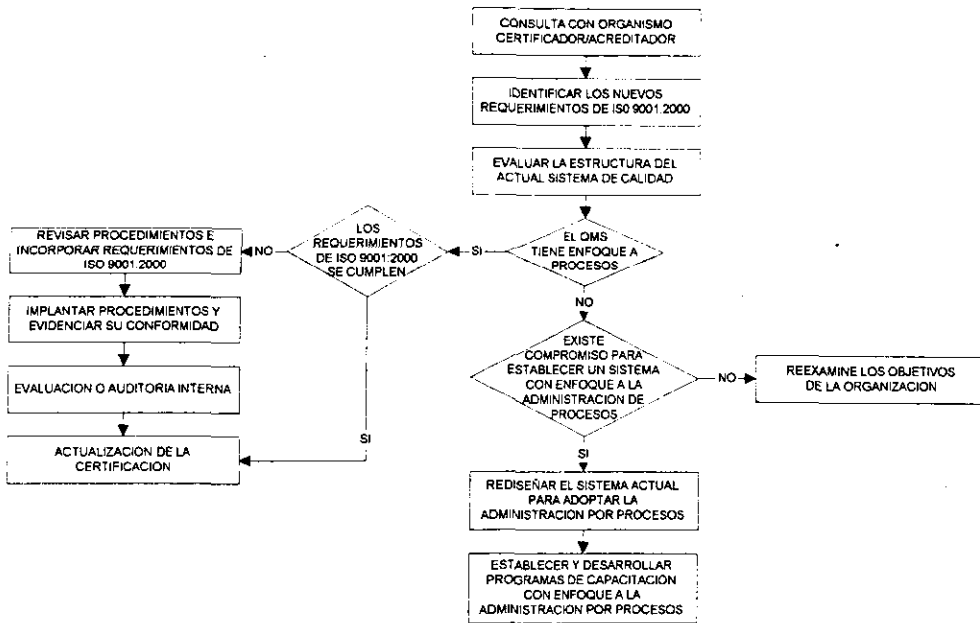 CONSULTA CON ORGANISMO
CERTIFICADOR/ACREDITADOR
IDENTIFICAR LOS NUEVOS
REQUERIMIENTOS DE IS0 9001.2000
EVALUAR LA ESTRUCTURA DEL
ACTUAL SISTEMA DE CALIDAD
EL QMS
TIENE ENFOQUE A
PROCESOS
SI
LOS
REQUERIMIENTOS
DE ISO 9001:2000
SE CUMPLEN
NO
REVISAR PROCEDIMIENTOS E
INCORPORAR REQUERIMIENTOS DE
ISO 9001.2000
IMPLANTAR PROCEDIMIENTOS Y
EVIDENCIAR SU CONFORMIDAD
EVALUACION O AUDITORIA INTERNA
ACTUALIZACION DE LA
CERTIFICACION
SI
NO
EXISTE
COMPROMISO PARA
ESTABLECER UN SISTEMA
CON ENFOQUE A LA
ADMINISTRACION DE
PROCESOS
NO
REEXAMINE LOS OBJETIVOS
DE LA ORGANIZACION
SI
REDISEÑAR EL SISTEMA ACTUAL
PARA ADOPTAR LA
ADMINISTRACION POR PROCESOS
ESTABLECER Y DESARROLLAR
PROGRAMAS DE CAPACITACION
CON ENFOQUE A LA
ADMINISTRACION POR PROCESOS